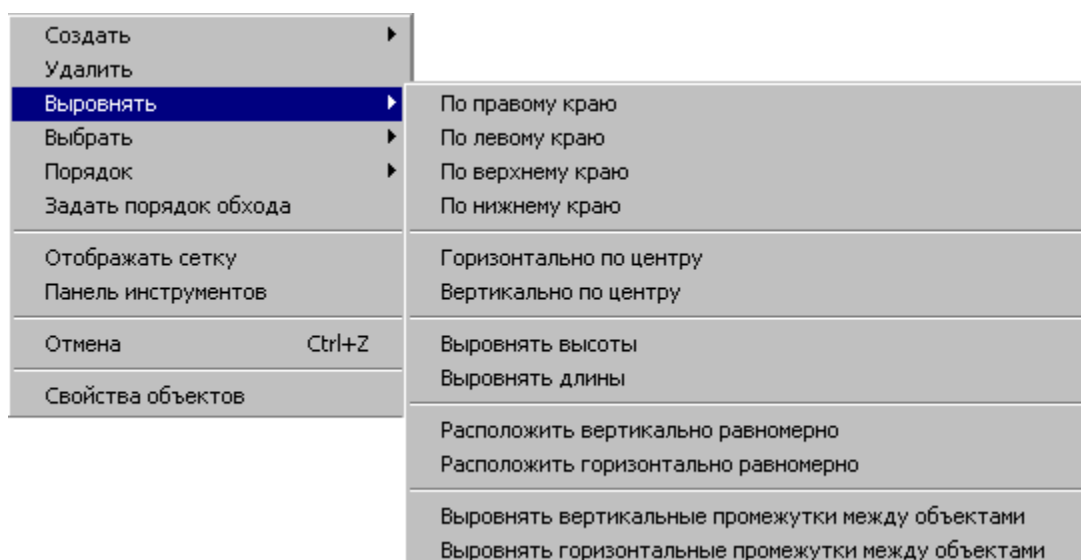 Создать
Удалить
Выровнять
Выбрать
Порядок
Задать порядок обхода
Отображать сетку
Панель инструментов
Отмена Ctrl+Z
Свойства объектов
По правому краю
По левому краю
По верхнему краю
По нижнему краю
Горизонтально по центру
Вертикально по центру
Выровнять высоты
Выровнять длины
Расположить вертикально равномерно
Расположить горизонтально равномерно
Выровнять вертикальные промежутки между объектами
Выровнять горизонтальные промежутки между объектами